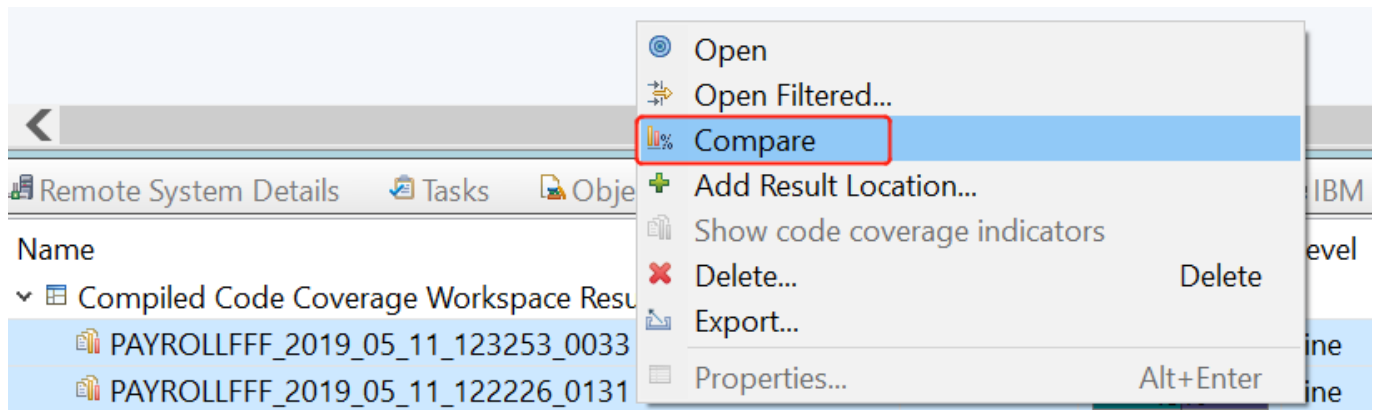 Open
Open Filtered...
Compare
Add Result Location...
Show code coverage indicators
Delete... Delete
Export...
Properties... Alt+Enter
Remote System Details Tasks Obje IBM
Name evel
Compiled Code Coverage Workspace Resu
PAYROLLFFF_2019_05_11_123253_0033 ine
PAYROLLFFF_2019_05_11_122226_0131 ine